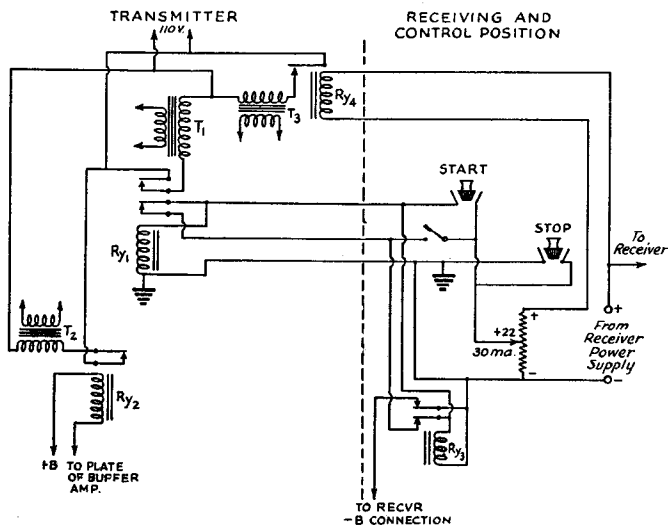 TRANSMITTER
110V.
RECEIVING AND
CONTROL POSITION
Ry4
T3
T1
START
STOP
To
Receiver
Ry1
T2
+22
30 ma.
+
-
+
From
Receiver
Power
Supply
-
Ry2
Ry3
+B
TO PLATE
OF BUFFER
AMP.
TO RECVR
-B CONNECTION